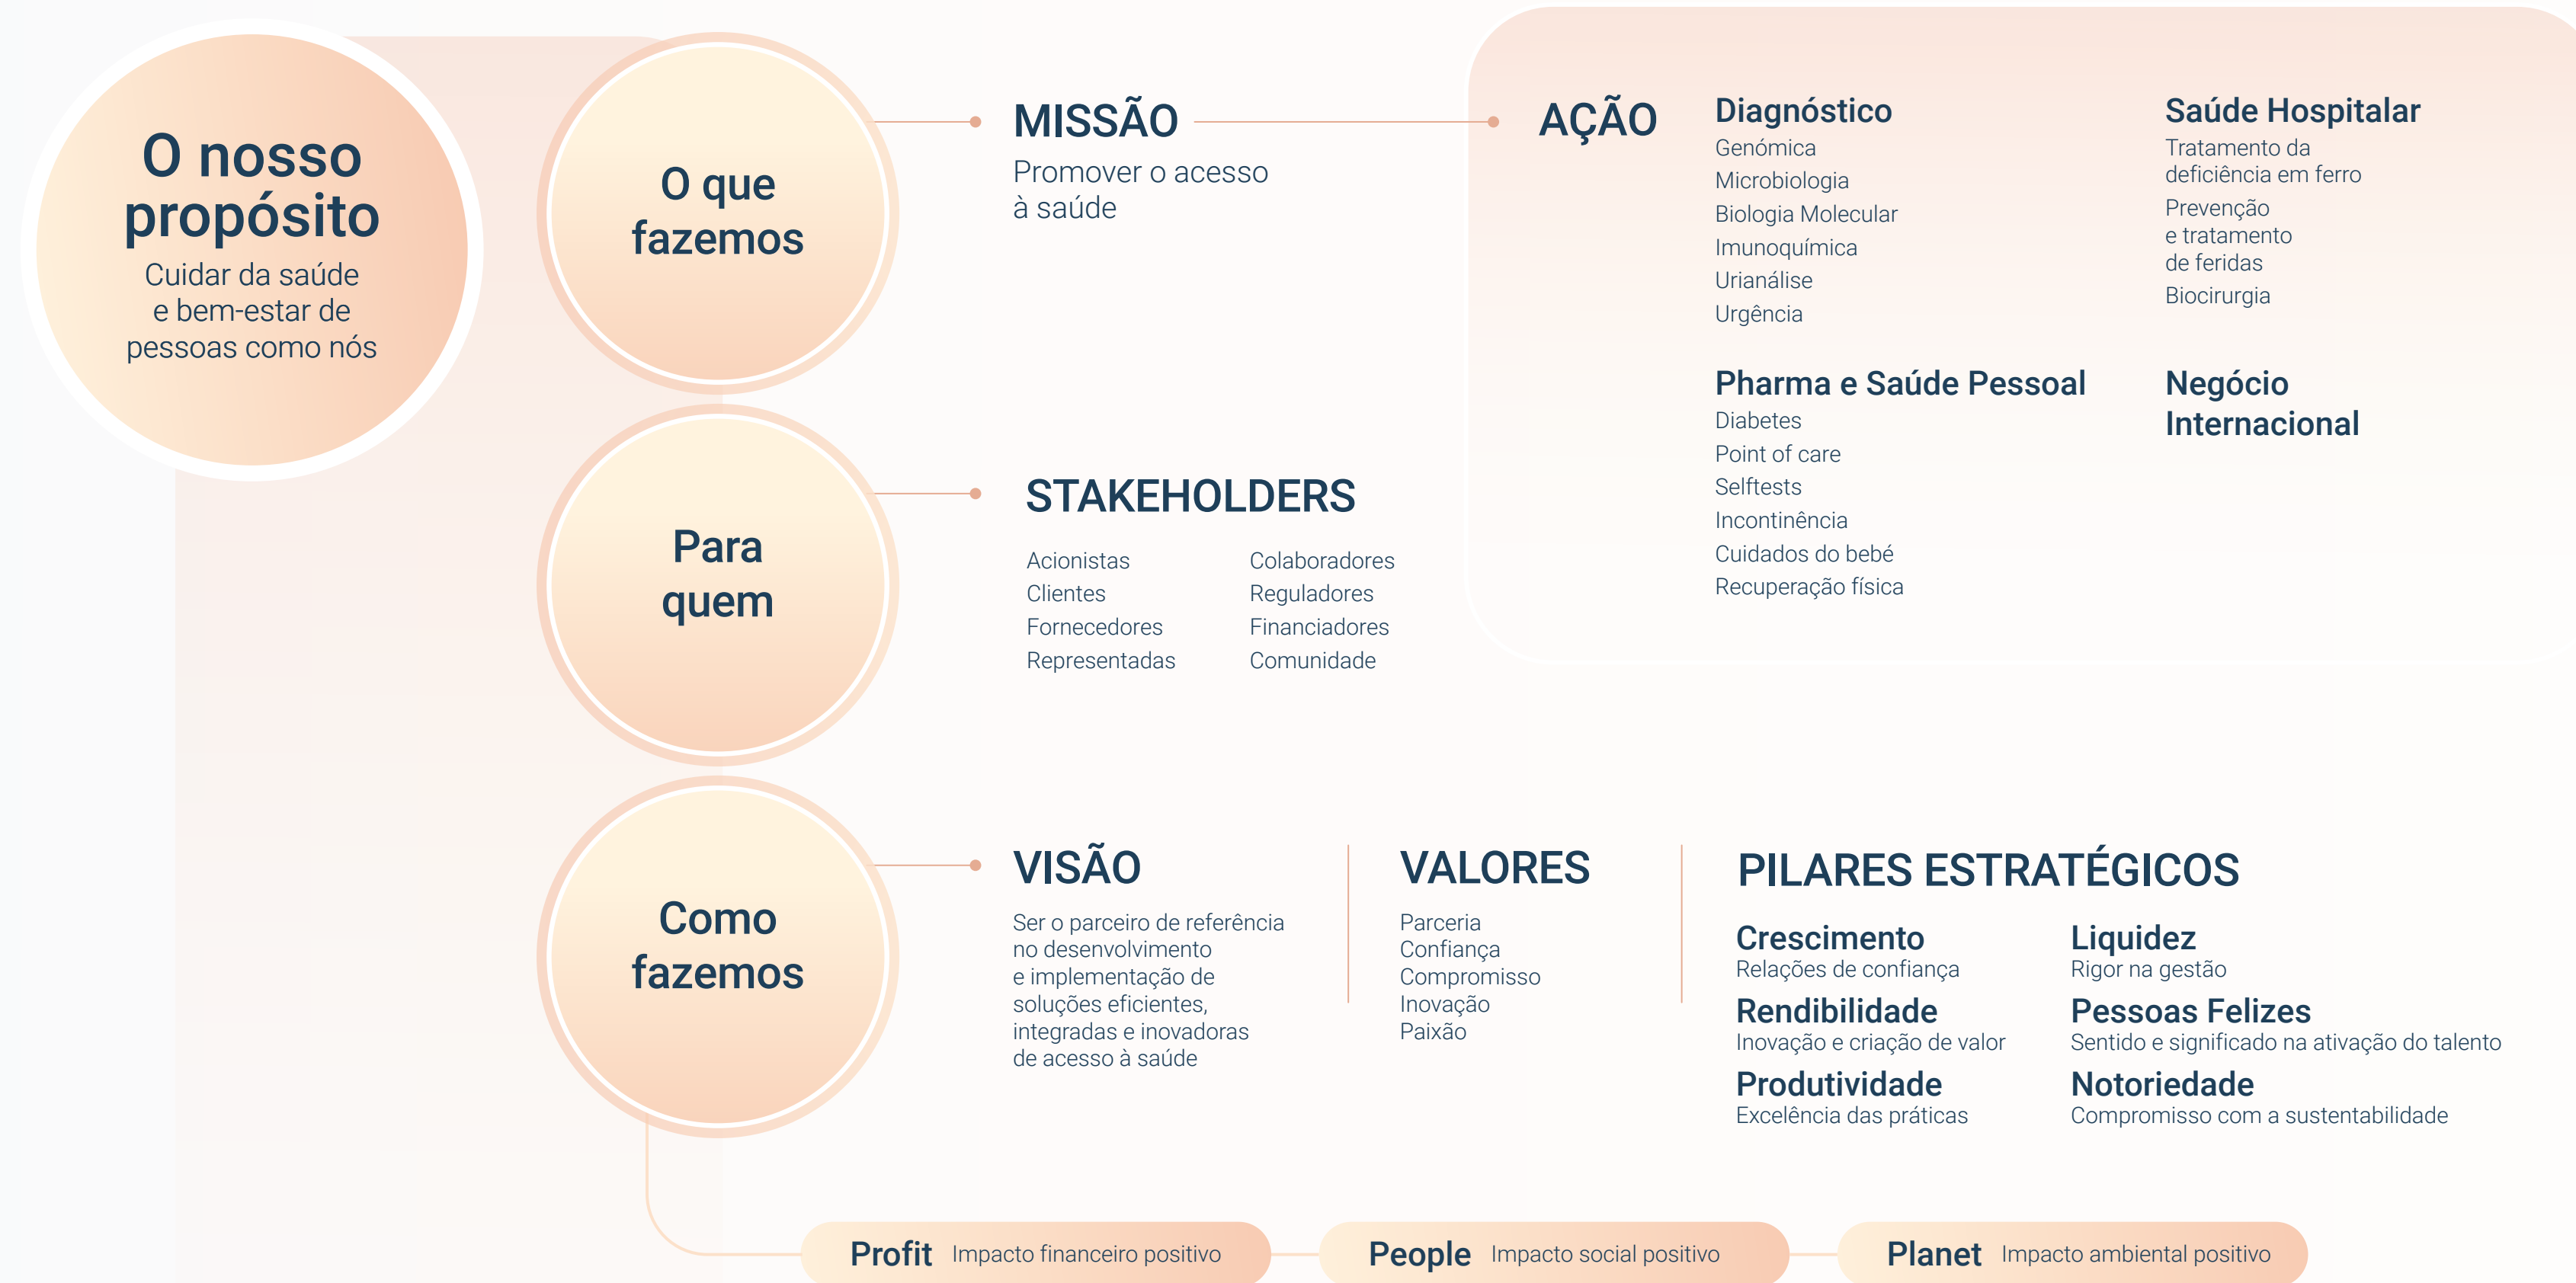 O nosso
propósito
Cuidar da saúde
e bem-estar de
pessoas como nós
O que
fazemos
MISSÃO
Promover o acesso
à saúde
AÇÃO
Diagnóstico
Genómica
Microbiologia
Biologia Molecular
Imunoquímica
Urianálise
Urgência
Saúde Hospitalar
Tratamento da
deficiência em ferro
Prevenção
e tratamento
de feridas
Biocirurgia
Pharma e Saúde Pessoal
Diabetes
Point of care
Selftests
Incontinência
Cuidados do bebé
Recuperação física
Negócio
Internacional
Para
quem
STAKEHOLDERS
Acionistas
Clientes
Fornecedores
Representadas
Colaboradores
Reguladores
Financiadores
Comunidade
Como
fazemos
VISÃO
Ser o parceiro de referência
no desenvolvimento
e implementação de
soluções eficientes,
integradas e inovadoras
de acesso à saúde
VALORES
Parceria
Confiança
Compromisso
Inovação
Paixão
PILARES ESTRATÉGICOS
Crescimento
Relações de confiança
Rendibilidade
Inovação e criação de valor
Produtividade
Excelência das práticas
Liquidez
Rigor na gestão
Pessoas Felizes
Sentido e significado na ativação do talento
Notoriedade
Compromisso com a sustentabilidade
Profit Impacto financeiro positivo
People Impacto social positivo
Planet Impacto ambiental positivo